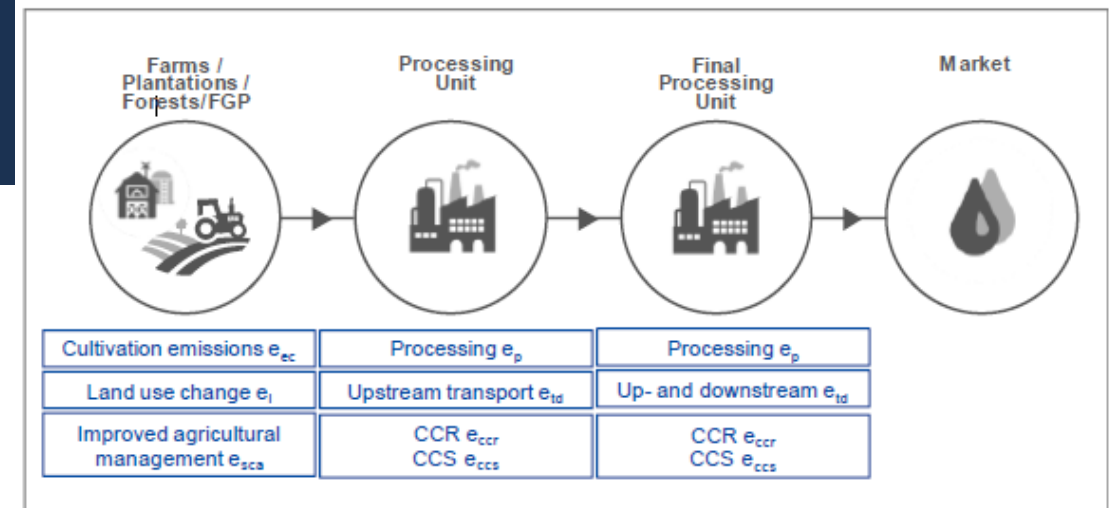 Farms /
Plantations /
Forests/FGP
Processing
Unit
Final
Processing
Unit
Market
Cultivation emissions eec
Land use change el
Improved agricultural
management esca
Processing ep
Upstream transport etd
CCR eccr
CCS eccs
Processing ep
Up- and downstream etd
CCR eccr
CCS eccs